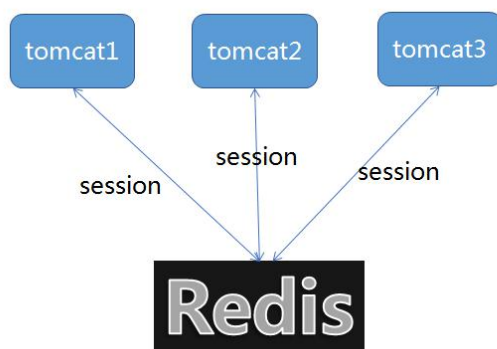 tomcat1
tomcat2
tomcat3
session
session
session
Redis